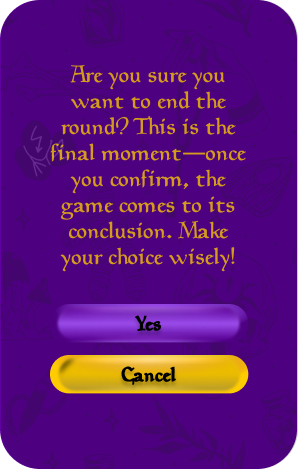 Are you sure you
want to end the
round? This is the
final moment—once
you confirm, the
game comes to its
conclusion. Make
your choice wisely!
Yes
Cancel